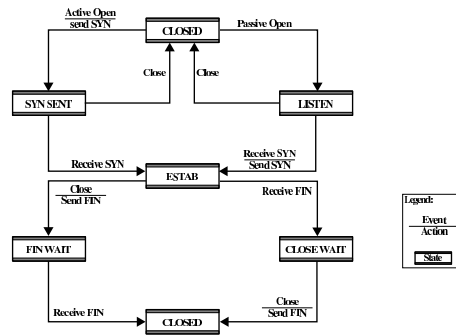 Active Open
send SYN
CLOSED
Passive Open
Close
Close
SYN SENT
LISTEN
Receive SYN
Receive SYN
Send SYN
ESTAB
Close
Send FIN
Receive FIN
Legend:
Event
Action
State
FIN WAIT
CLOSE WAIT
Receive FIN
CLOSED
Close
Send FIN